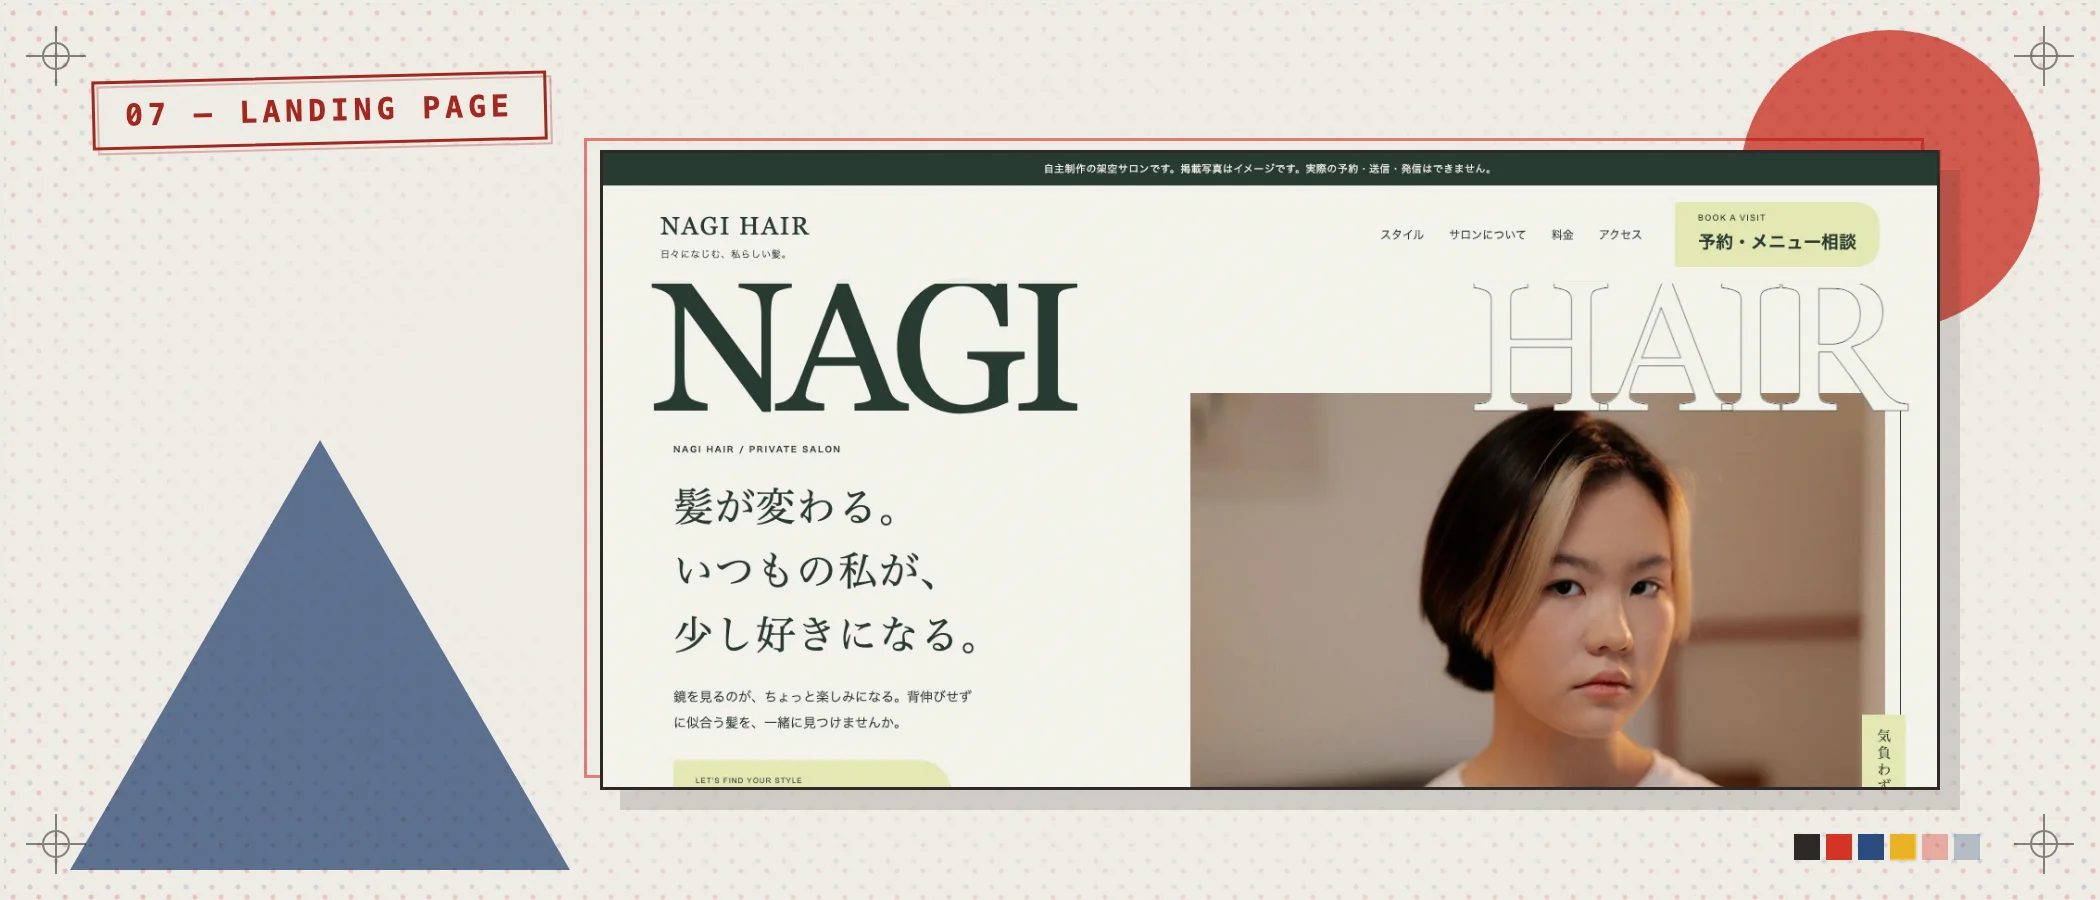 07 — LANDING PAGE
自主制作の架空サロンです。掲載写真はイメージです。実際の予約・送信・発信はできません。
NAGI HAIR
日々になじむ、私らしい髪。
スタイル サロンについて 料金 アクセス
BOOK A VISIT
予約・メニュー相談
NAGI HAIR
NAGI HAIR / PRIVATE SALON
髪が変わる。
いつもの私が、
少し好きになる。
鏡を見るのが、ちょっと楽しみになる。背伸びせず
に似合う髪を、一緒に見つけませんか。
LET'S FIND YOUR STYLE
気負わず